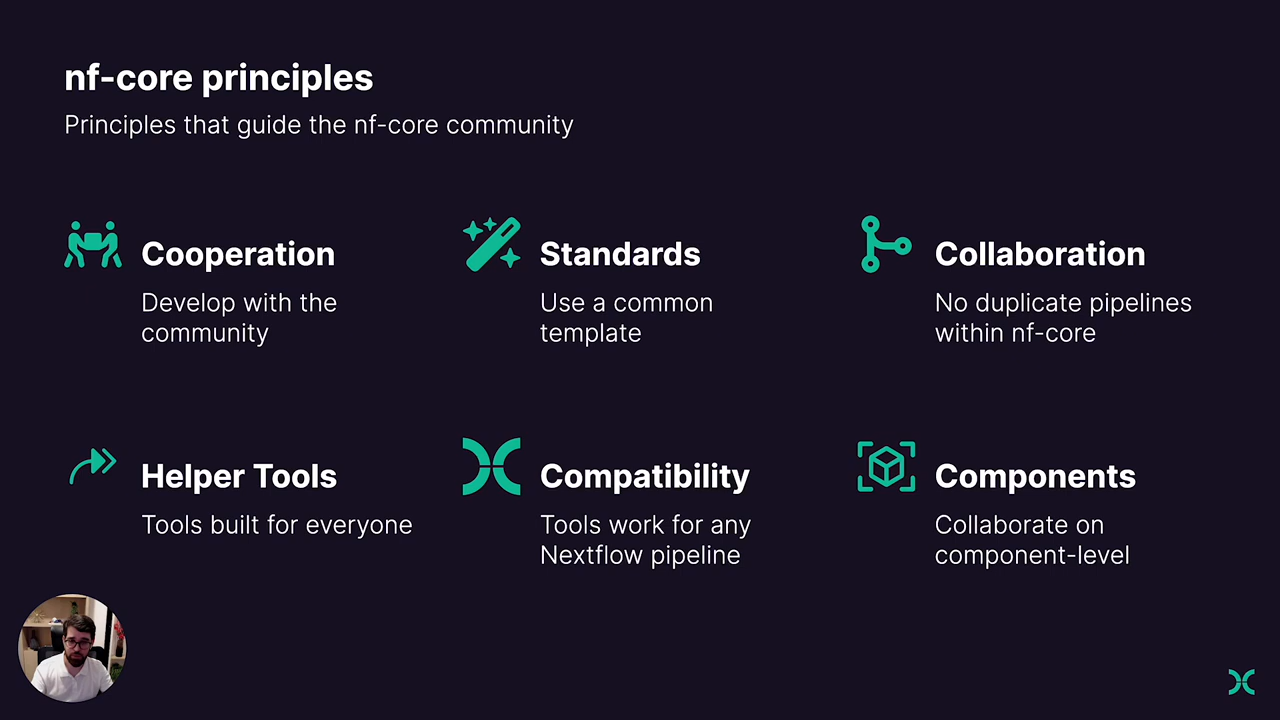 nf-core principles
Principles that guide the nf-core community
Cooperation
Develop with the
community
Standards
Use a common
template
Collaboration
No duplicate pipelines
within nf-core
Helper Tools
Tools built for everyone
Compatibility
Tools work for any
Nextflow pipeline
Components
Collaborate on
component-level